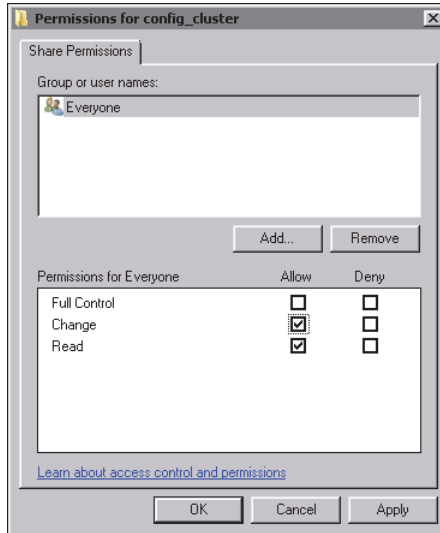 Permissions for config_cluster
Share Permissions
Group or user names:
Everyone
Add... Remove
Permissions for Everyone Allow Deny
Full Control
Change
Read
Learn about access control and permissions
OK Cancel Apply